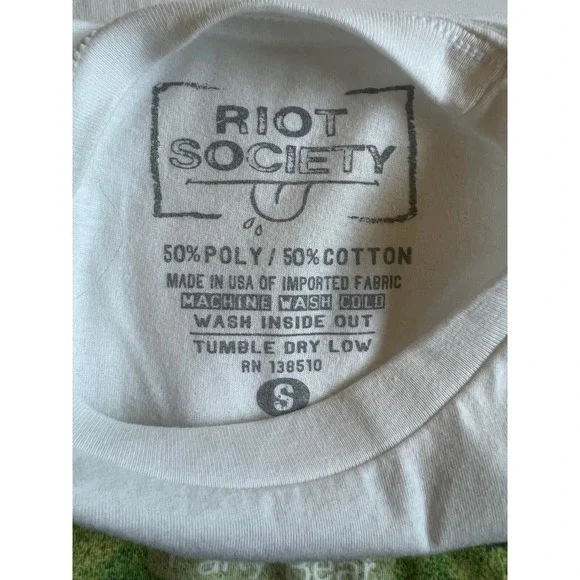 RIOT
SOCIETY
50% POLY / 50% COTTON
MADE IN USA OF IMPORTED FABRIC
MACHINE WASH COLD
WASH INSIDE OUT
TUMBLE DRY LOW
RN 138510
S
Bear